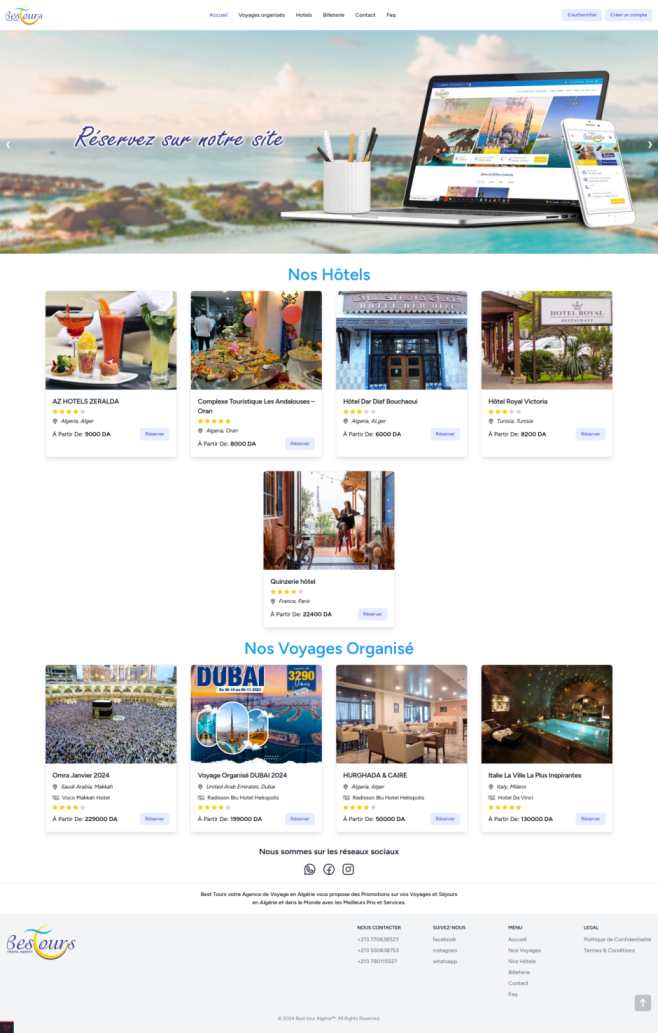 BesTours
Accueil Voyages organisés Hotels Billeterie Contact Faq
S'authentifier Créer un compte
Réservez sur notre site
Nos Hôtels
HOTEL DAR DIAF
HOTEL ROYAL
RESTAURANT
AZ HOTELS ZERALDA
Algeria, Alger
À Partir De: 9000 DA
Réserver
Complexe Touristique Les Andalouses –
Oran
Algeria, Oran
À Partir De: 8000 DA
Réserver
Hôtel Dar Diaf Bouchaoui
Algeria, ALger
À Partir De: 6000 DA
Réserver
Hôtel Royal Victoria
Tunisia, Tunisia
À Partir De: 8200 DA
Réserver
Quinzerie hôtel
France, Paris
À Partir De: 22400 DA
Réserver
Nos Voyages Organisé
DUBAI
3290
Omra Janvier 2024
Saudi Arabia, Makkah
Voco Makkah Hotel
À Partir De: 229000 DA
Réserver
Voyage Organisé DUBAI 2024
United Arab Emirates, Dubai
Radisson Blu Hotel Heliopolis
À Partir De: 199000 DA
Réserver
HURGHADA & CAIRE
Algeria, Alger
Radisson Blu Hotel Heliopolis
À Partir De: 50000 DA
Réserver
Italie La Ville La Plus Inspirantes
Italy, Milano
Hotel Da Vinci
À Partir De: 130000 DA
Réserver
Nous sommes sur les réseaux sociaux
Best Tours votre Agence de Voyage en Algérie vous propose des Promotions sur vos Voyages et Séjours
en Algérie et dans le Monde avec les Meilleurs Prix et Services.
BesTours
TRAVEL AGENCY
NOUS CONTACTER
+213 770638523
+213 550638753
+213 780115527
SUIVEZ-NOUS
facebook
instagram
whatsapp
MENU
Accueil
Nos Voyages
Nos Hôtels
Billeterie
Contact
Faq
LEGAL
Politique de Confidentialité
Termes & Conditions
© 2024 Best tour Algérie™. All Rights Reserved.